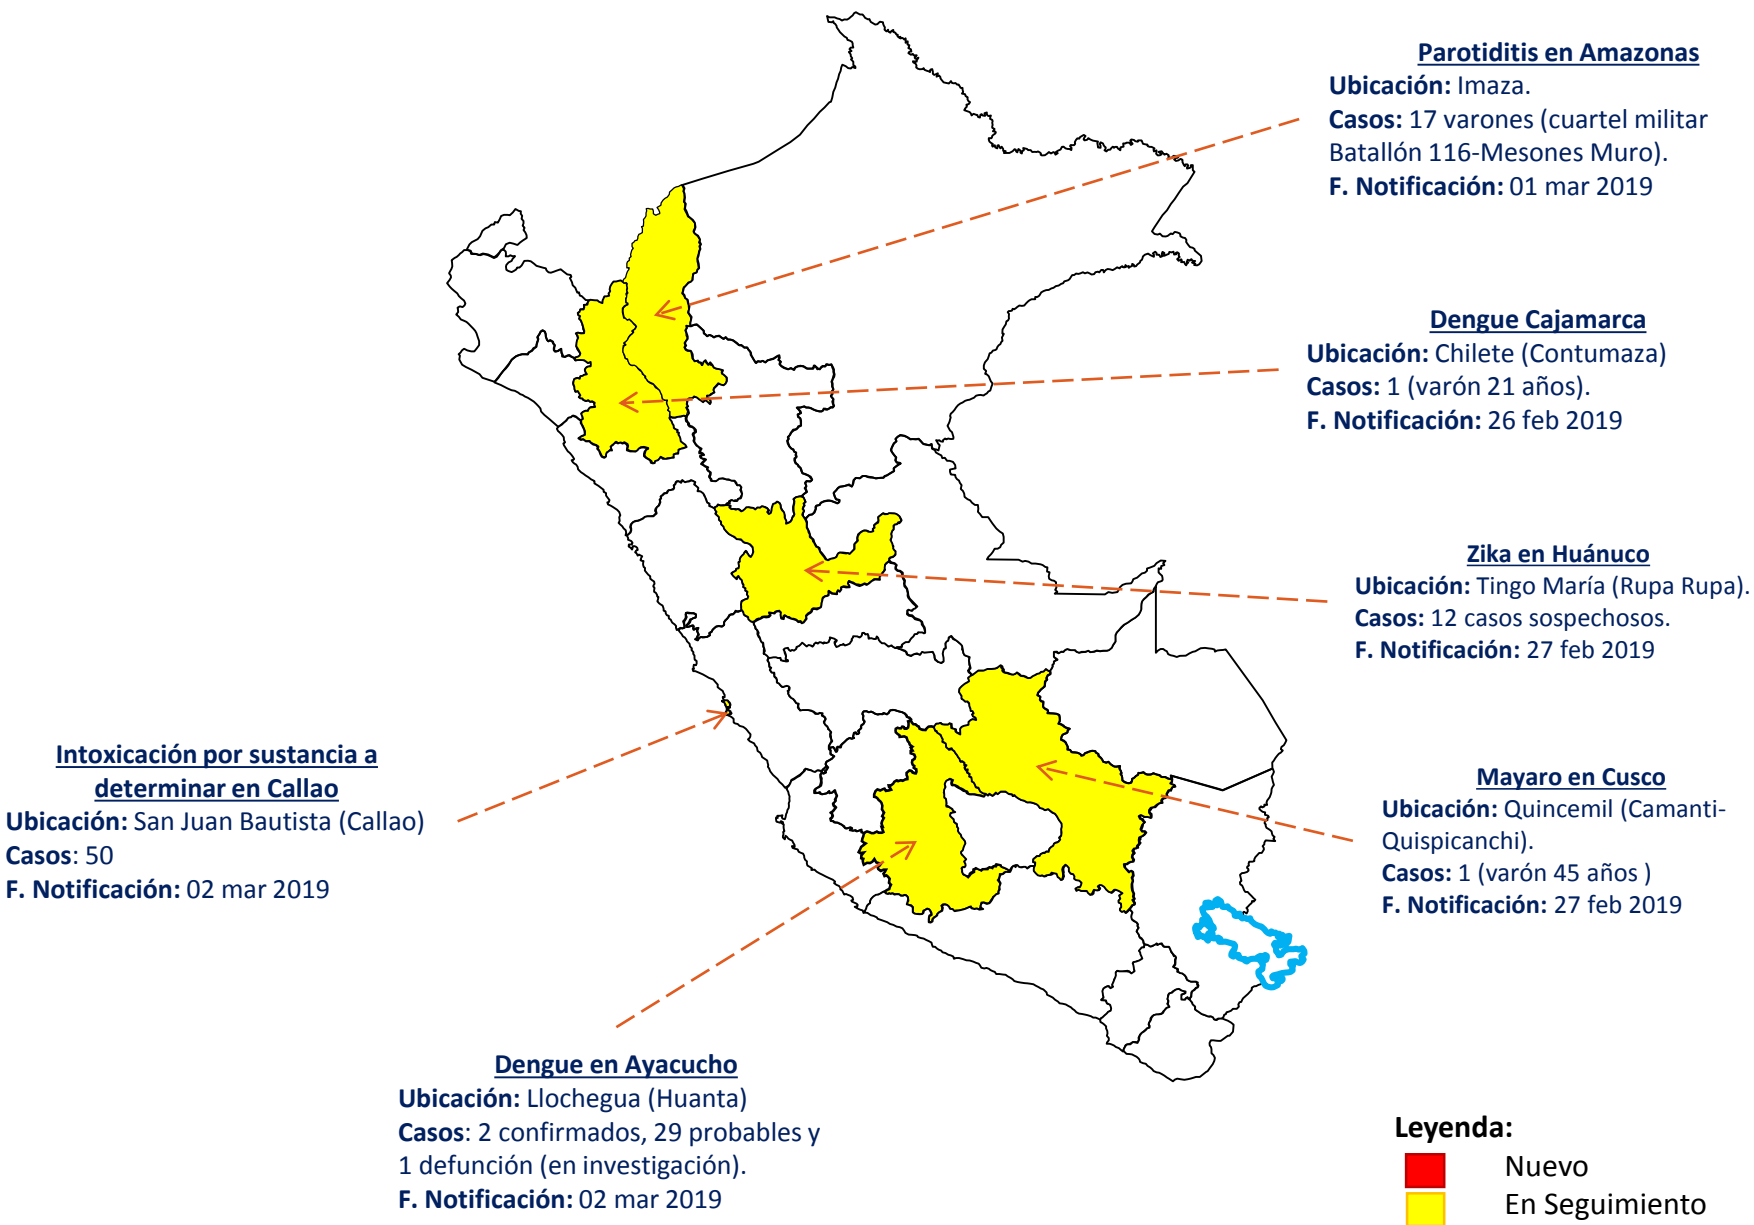 Parotiditis en Amazonas
Ubicación: Imaza.
Casos: 17 varones (cuartel militar
Batallón 116-Mesones Muro).
F. Notificación: 01 mar 2019
Dengue Cajamarca
Ubicación: Chilete (Contumaza)
Casos: 1 (varón 21 años).
F. Notificación: 26 feb 2019
Zika en Huánuco
Ubicación: Tingo María (Rupa Rupa).
Casos: 12 casos sospechosos.
F. Notificación: 27 feb 2019
Intoxicación por sustancia a
determinar en Callao
Ubicación: San Juan Bautista (Callao)
Casos: 50
F. Notificación: 02 mar 2019
Mayaro en Cusco
Ubicación: Quincemil (Camanti-
Quispicanchi).
Casos: 1 (varón 45 años )
F. Notificación: 27 feb 2019
Dengue en Ayacucho
Ubicación: Llochegua (Huanta)
Casos: 2 confirmados, 29 probables y
1 defunción (en investigación).
F. Notificación: 02 mar 2019
Leyenda:
Nuevo
En Seguimiento